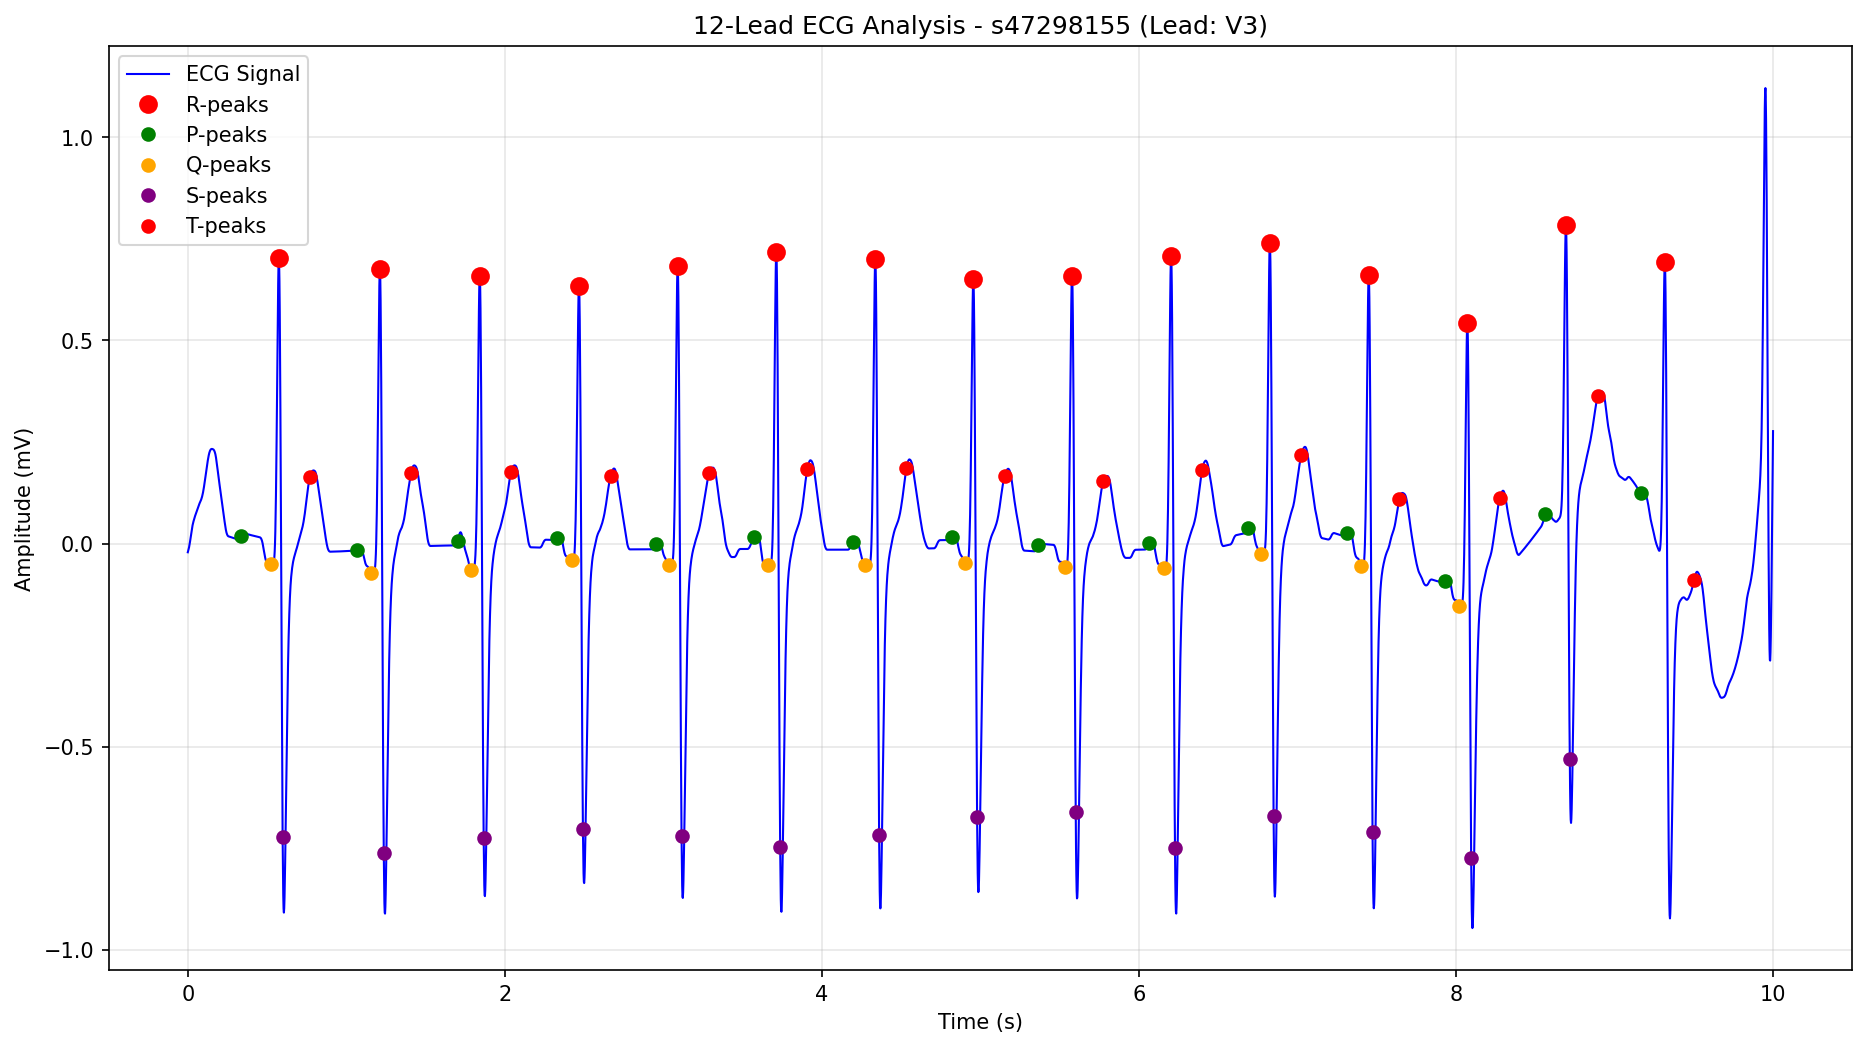 12-Lead ECG Analysis - s47298155 (Lead: V3)
ECG Signal
R-peaks
P-peaks
Q-peaks
S-peaks
T-peaks
Amplitude (mV)
1.0
0.5
0.0
−0.5
−1.0
0 2 4 6 8 10
Time (s)